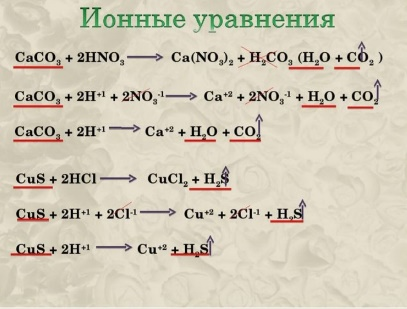 Ионные уравнения
CaCO₃ + 2HNO₃ → Ca(NO₃)₂ + H₂CO₃ (H₂O + CO₂↑)
CaCO₃ + 2H⁺¹ + 2NO₃⁻¹ → Ca⁺² + 2NO₃⁻¹ + H₂O + CO₂↑
CaCO₃ + 2H⁺¹ → Ca⁺² + H₂O + CO₂↑
CuS + 2HCl → CuCl₂ + H₂S↑
CuS + 2H⁺¹ + 2Cl⁻¹ → Cu⁺² + 2Cl⁻¹ + H₂S↑
CuS + 2H⁺¹ → Cu⁺² + H₂S↑